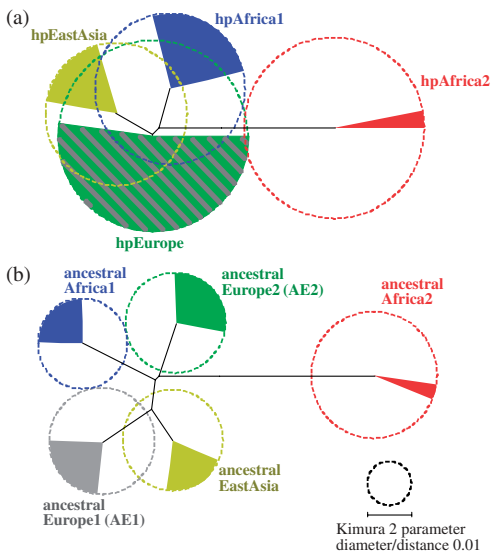 (a)
hpAfrica1
hpEastAsia
hpAfrica2
hpEurope
(b)
ancestral
Africa1
ancestral
Europe2 (AE2)
ancestral
Africa2
ancestral
Europe1 (AE1)
ancestral
EastAsia
Kimura 2 parameter
diameter/distance 0.01